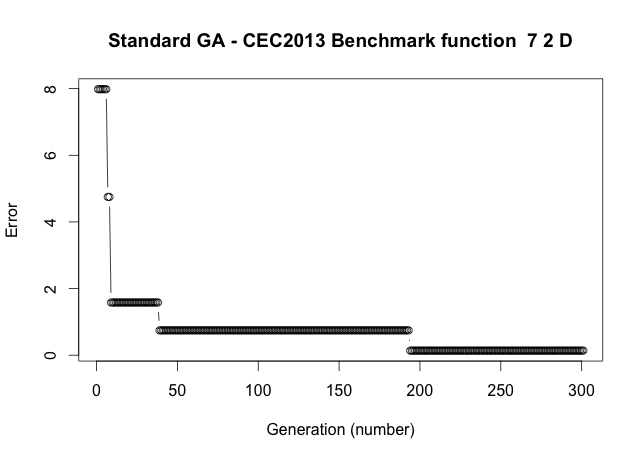 Standard GA - CEC2013 Benchmark function  7 2 D
8
6
4
2
0
Error
0 50 100 150 200 250 300
Generation (number)